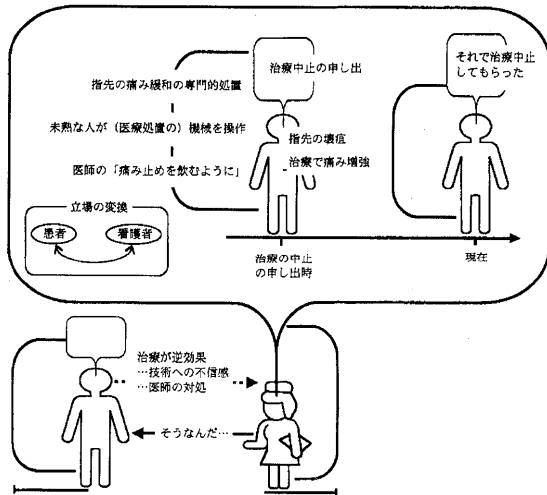 治療中止の申し出
指先の痛み緩和の専門的処置
未熟な人が（医療処置の）機械を操作
医師の「痛み止めを飲むように」
指先の壊疽
治療で痛み増強
それで治療中止
してもらった
立場の変換
患者
看護者
治療の中止
の申し出時
現在
治療が逆効果
…技術への不信感
…医師の対処
そうなんだ…